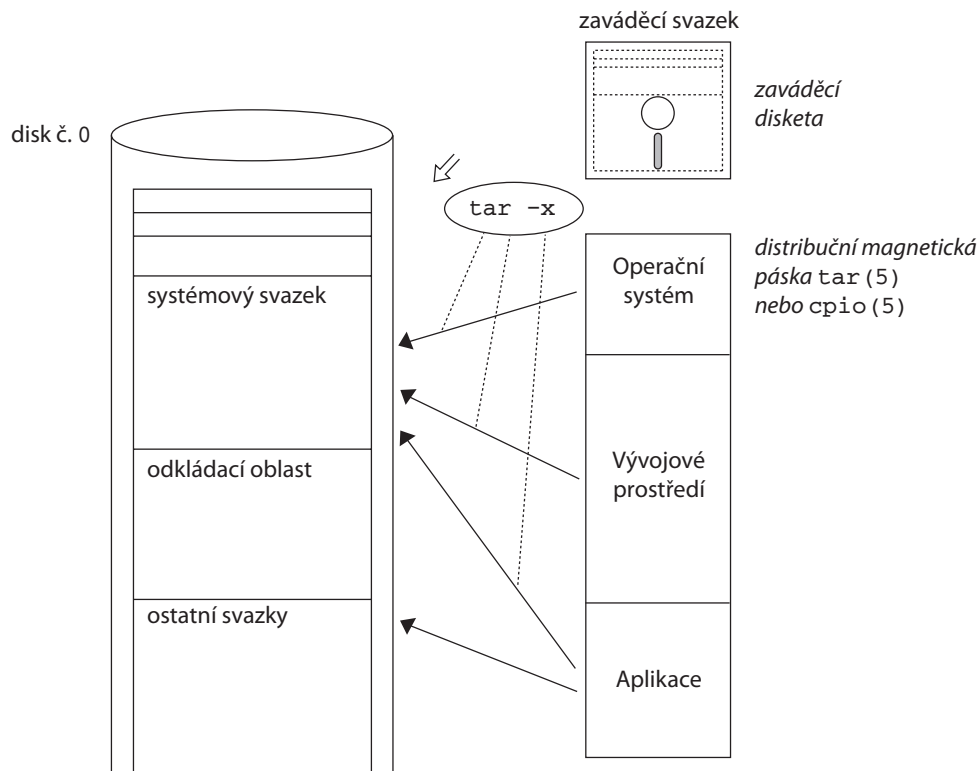 zaváděcí svazek
zaváděcí
disketa
disk č. 0
tar -x
distribuční magnetická
páska tar(5)
nebo cpio(5)
Operační
systém
systémový svazek
Vývojové
prostředí
odkládací oblast
ostatní svazky
Aplikace